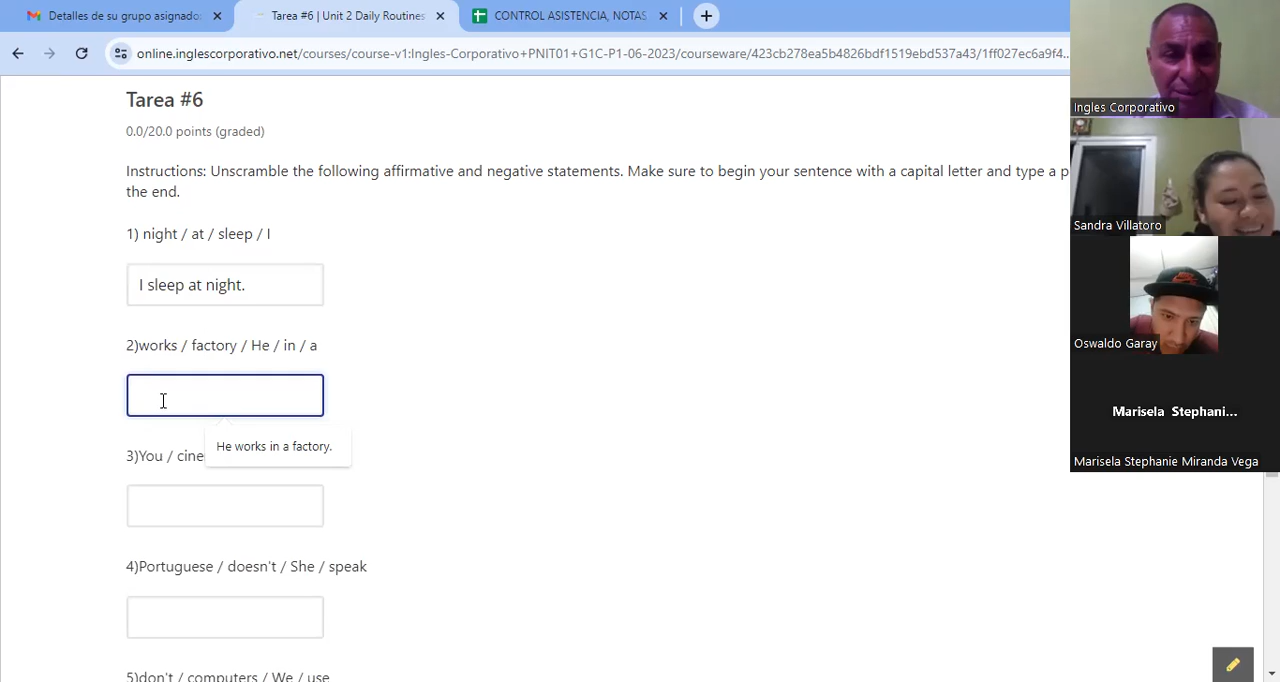 Detalles de su grupo asignado:
Tarea #6 | Unit 2 Daily Routines
CONTROL ASISTENCIA, NOTAS
online.inglescorporativo.net/courses/course-v1:Ingles-Corporativo+PNIT01+G1C-P1-06-2023/courseware/423cb278ea5b4826bdf1519ebd537a43/1ff027ec6a9f4...
Tarea #6
0.0/20.0 points (graded)
Instructions: Unscramble the following affirmative and negative statements. Make sure to begin your sentence with a capital letter and type a p
the end.
1) night / at / sleep / I
I sleep at night.
2)works / factory / He / in / a
He works in a factory.
3)You / cine
4)Portuguese / doesn't / She / speak
5)don't / computers / We / use
Ingles Corporativo
Sandra Villatoro
Oswaldo Garay
Marisela Stephani...
Marisela Stephanie Miranda Vega